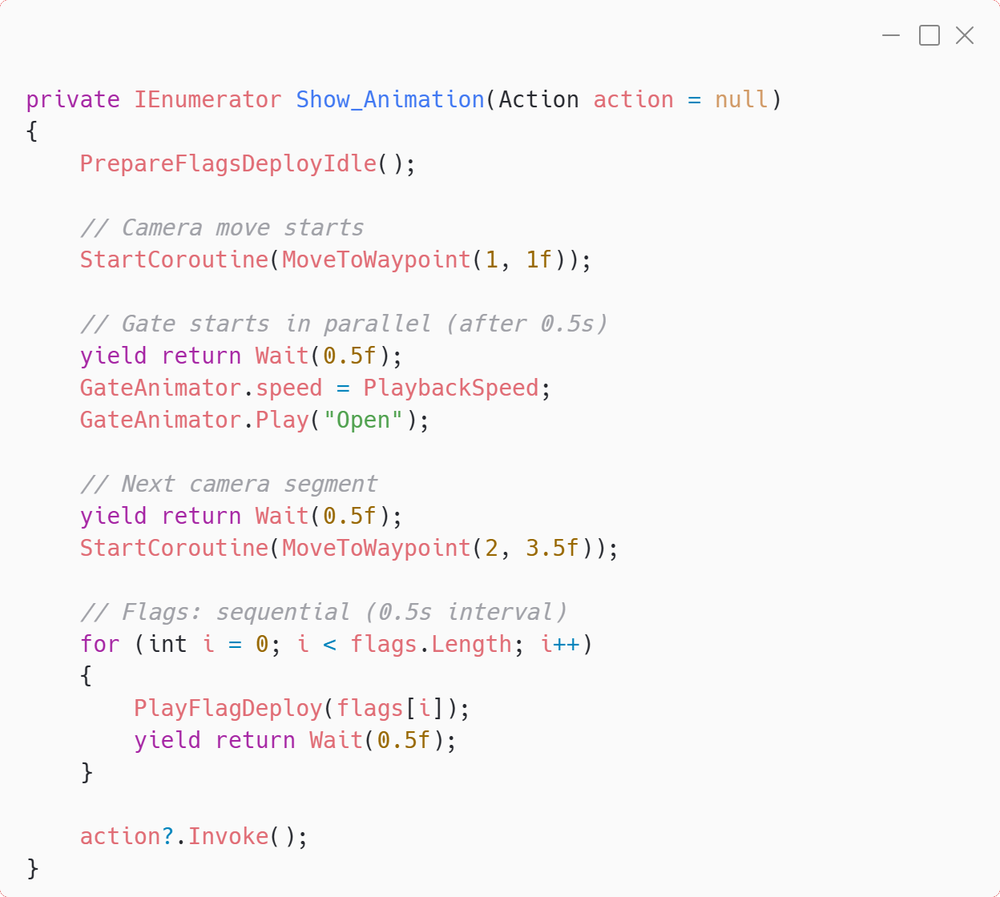 private IEnumerator Show_Animation(Action action = null)
{
    PrepareFlagsDeployIdle();

    // Camera move starts
    StartCoroutine(MoveToWaypoint(1, 1f));

    // Gate starts in parallel (after 0.5s)
    yield return Wait(0.5f);
    GateAnimator.speed = PlaybackSpeed;
    GateAnimator.Play("Open");

    // Next camera segment
    yield return Wait(0.5f);
    StartCoroutine(MoveToWaypoint(2, 3.5f));

    // Flags: sequential (0.5s interval)
    for (int i = 0; i < flags.Length; i++)
    {
        PlayFlagDeploy(flags[i]);
        yield return Wait(0.5f);
    }

    action?.Invoke();
}